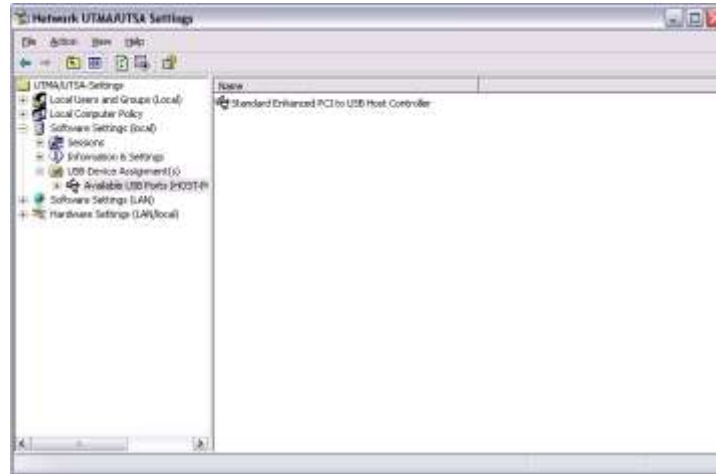 Network UTMA/UTSA Settings
File Action View Help
UTMA/UTSA-Settings
Local Users and Groups (Local)
Local Computer Policy
Software Settings (local)
Sessions
Information & Settings
USB Device Assignment(s)
Available USB Ports (HOST-P
Software Settings (LAN)
Hardware Settings (LAN/local)
Name
Standard Enhanced PCI to USB Host Controller